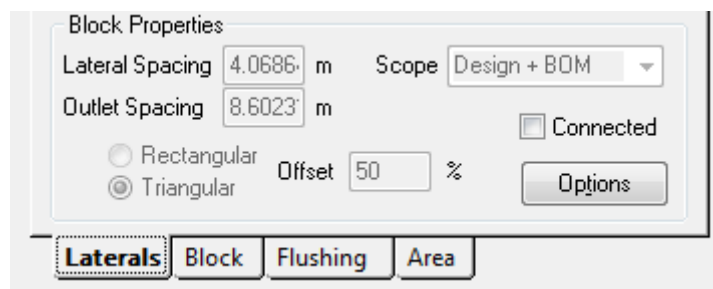 Block Properties
Lateral Spacing 4.0686 m Scope Design + BOM
Outlet Spacing 8.6023 m
Connected
Rectangular
Triangular Offset 50 % Options
Laterals Block Flushing Area